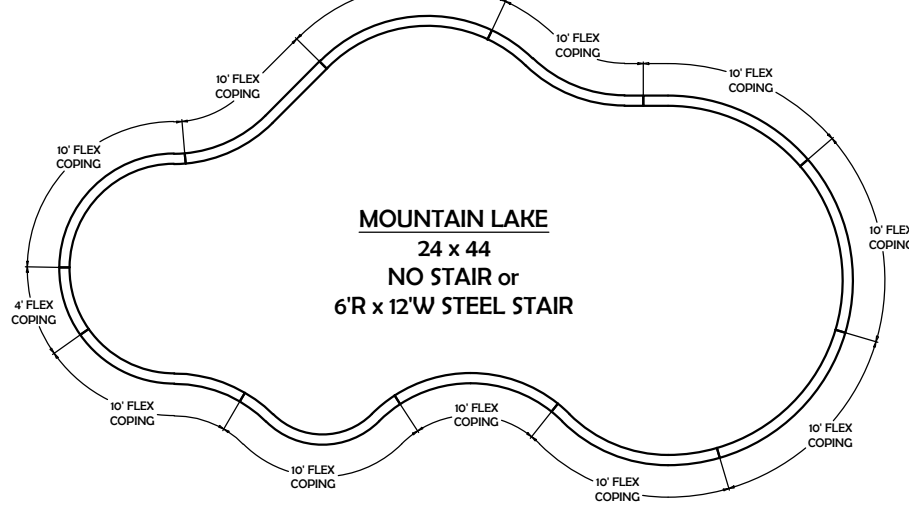 10' FLEX
COPING
10' FLEX
COPING
10' FLEX
COPING
10' FLEX
COPING
MOUNTAIN LAKE
24 x 44
NO STAIR or
6'R x 12'W STEEL STAIR
10' FLEX
COPING
4' FLEX
COPING
10' FLEX
COPING
10' FLEX
COPING
10' FLEX
COPING
10' FLEX
COPING
10' FLEX
COPING